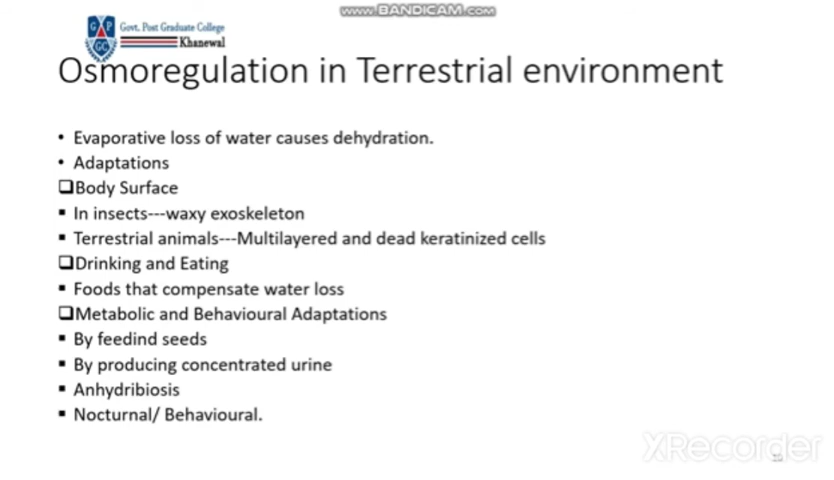 www.BANDICAM.com
GAP
GC
Govt. Post Graduate College
Khanewal
Osmoregulation in Terrestrial environment
• Evaporative loss of water causes dehydration.
• Adaptations
❑Body Surface
▪ In insects---waxy exoskeleton
▪ Terrestrial animals---Multilayered and dead keratinized cells
❑Drinking and Eating
▪ Foods that compensate water loss
❑Metabolic and Behavioural Adaptations
▪ By feedind seeds
▪ By producing concentrated urine
▪ Anhydribiosis
▪ Nocturnal/ Behavioural.
XRecorder